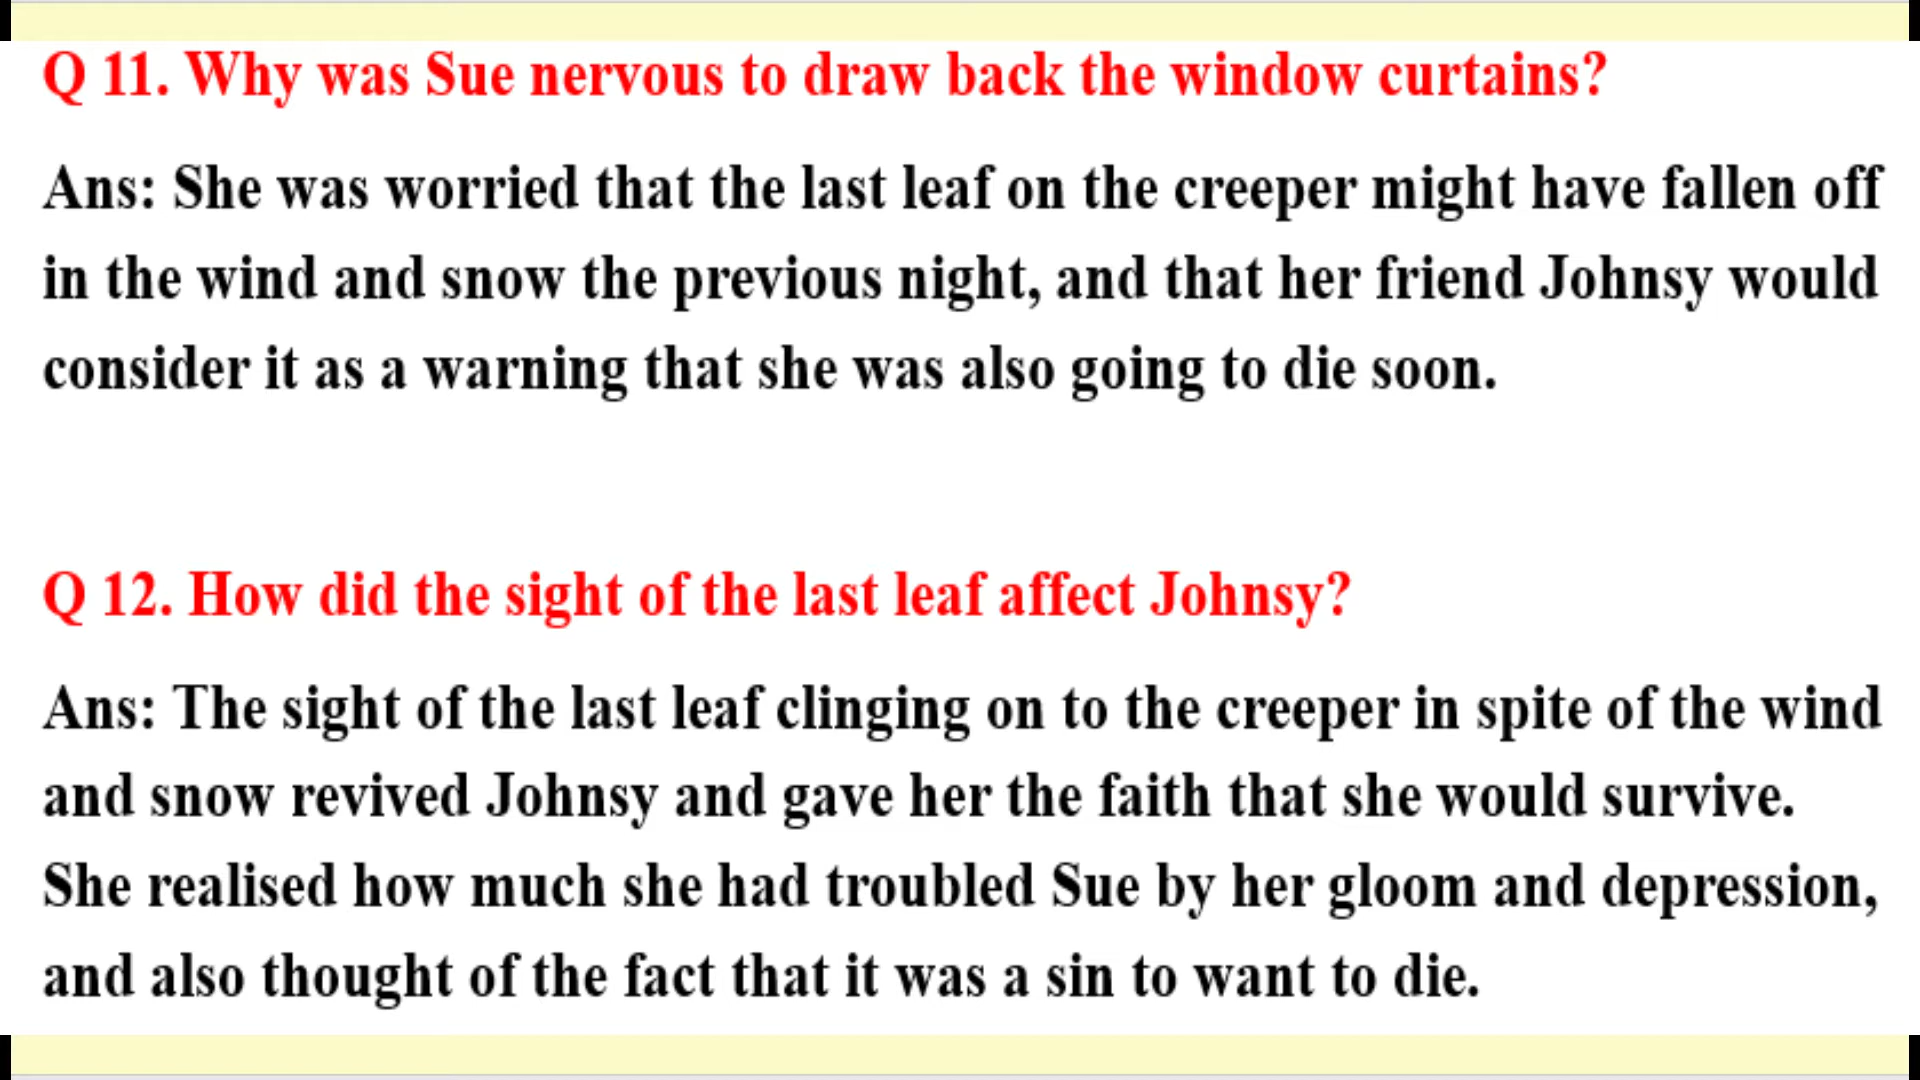 Q 11. Why was Sue nervous to draw back the window curtains?
Ans: She was worried that the last leaf on the creeper might have fallen off
in the wind and snow the previous night, and that her friend Johnsy would
consider it as a warning that she was also going to die soon.
Q 12. How did the sight of the last leaf affect Johnsy?
Ans: The sight of the last leaf clinging on to the creeper in spite of the wind
and snow revived Johnsy and gave her the faith that she would survive.
She realised how much she had troubled Sue by her gloom and depression,
and also thought of the fact that it was a sin to want to die.